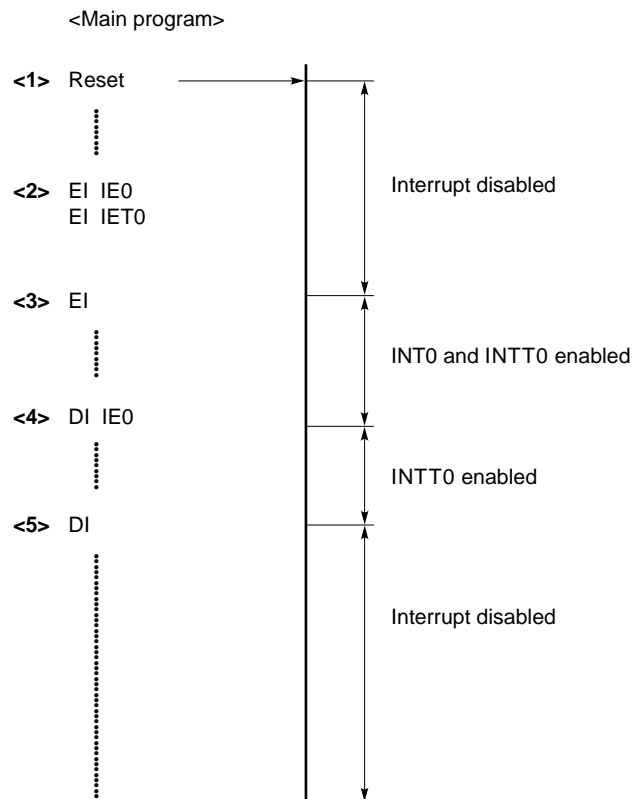 <Main program>
<1> Reset
<2> EI IE0
EI IET0
Interrupt disabled
<3> EI
INT0 and INTT0 enabled
<4> DI IE0
INTT0 enabled
<5> DI
Interrupt disabled